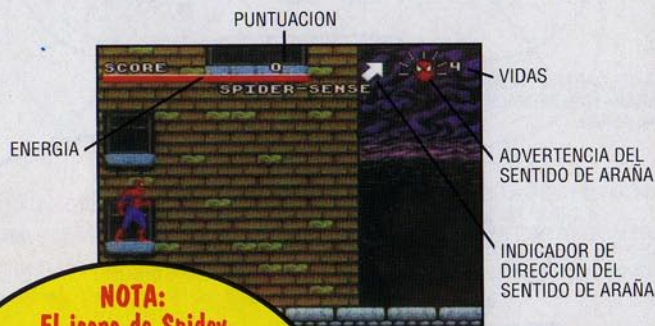 PUNTUACION
SCORE 0 4
SPIDER-SENSE
VIDAS
ENERGIA
ADVERTENCIA DEL
SENTIDO DE ARAÑA
INDICADOR DE
DIRECCION DEL
SENTIDO DE ARAÑA
NOTA:
El icono de Spidey